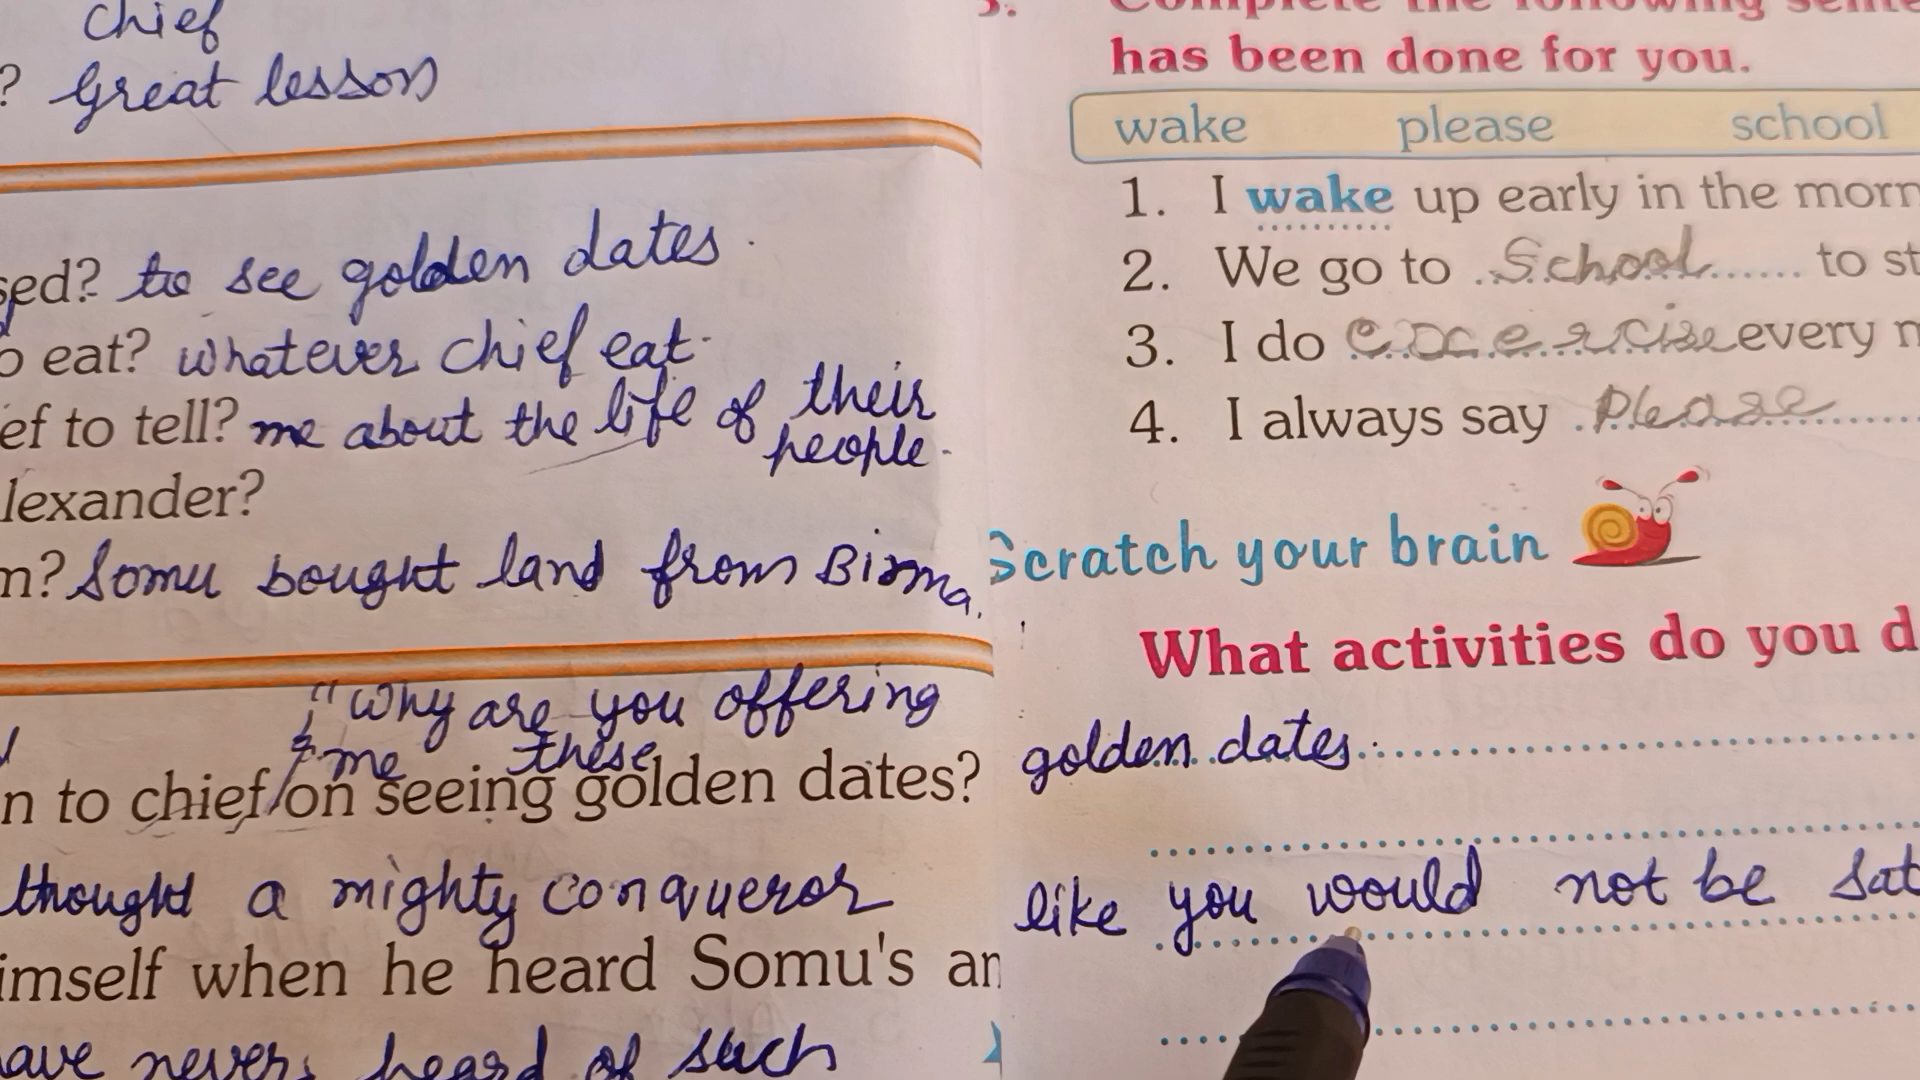 chief
? Great lesson
sed? to see golden dates.
o eat? whatever chief eat.
ef to tell? me about the life of their
people.
lexander?
n? Somu bought land from Birma.
"Why are you offering
me these
n to chief on seeing golden dates?
thought a mighty conqueror
imself when he heard Somu's an
ave never heard of such
has been done for you.
wake please school
1. I wake up early in the morn
2. We go to School to st
3. I do exercise every m
4. I always say Please
Scratch your brain
What activities do you d
golden dates.
like you would not be sat